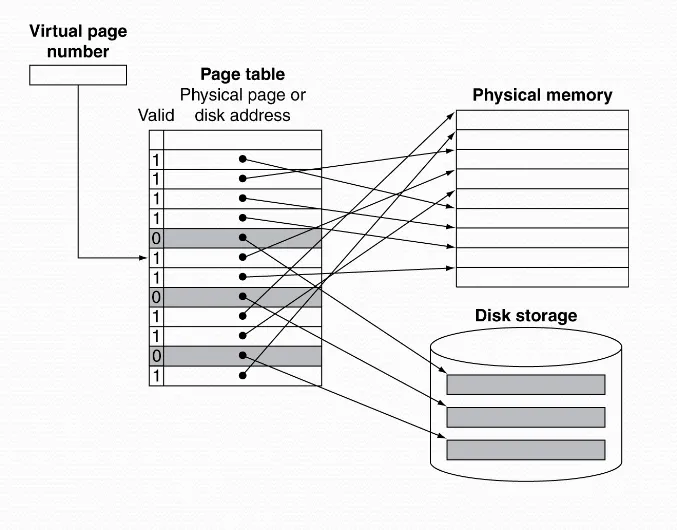 Virtual page
number
Page table
Physical page or
Valid disk address
Physical memory
1
1
1
1
0
1
1
0
1
1
0
1
Disk storage